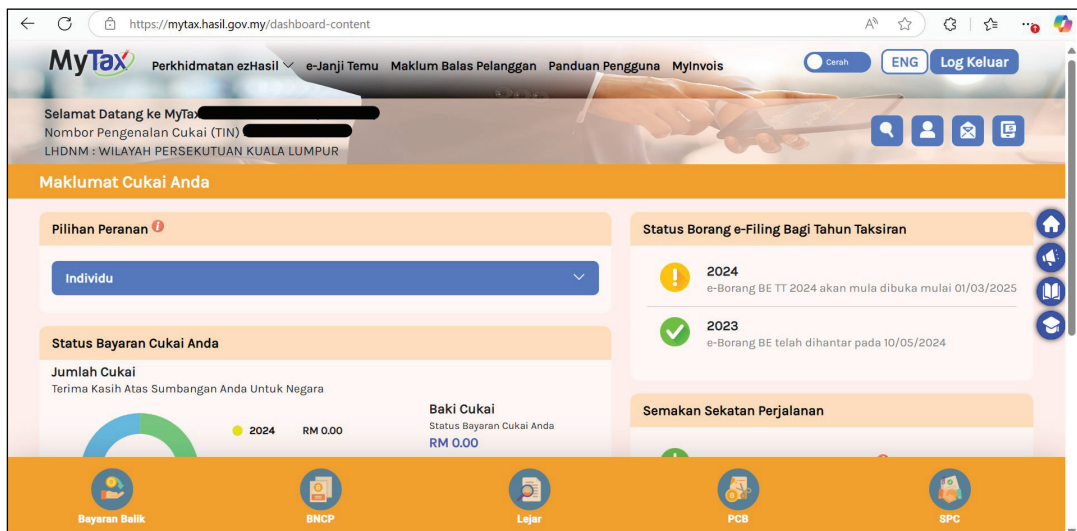 https://mytax.hasil.gov.my/dashboard-content
MyTax
Perkhidmatan ezHasil
e-Janji Temu
Maklum Balas Pelanggan
Panduan Pengguna
MyInvois
Cerah
ENG
Log Keluar
Selamat Datang ke MyTax
Nombor Pengenalan Cukai (TIN)
LHDNM : WILAYAH PERSEKUTUAN KUALA LUMPUR
Maklumat Cukai Anda
Pilihan Peranan
Individu
Status Bayaran Cukai Anda
Jumlah Cukai
Terima Kasih Atas Sumbangan Anda Untuk Negara
2024 RM 0.00
Baki Cukai
Status Bayaran Cukai Anda
RM 0.00
Status Borang e-Filing Bagi Tahun Taksiran
2024
e-Borang BE TT 2024 akan mula dibuka mulai 01/03/2025
2023
e-Borang BE telah dihantar pada 10/05/2024
Semakan Sekatan Perjalanan
Bayaran Balik
BNCP
Lejar
PCB
SPC